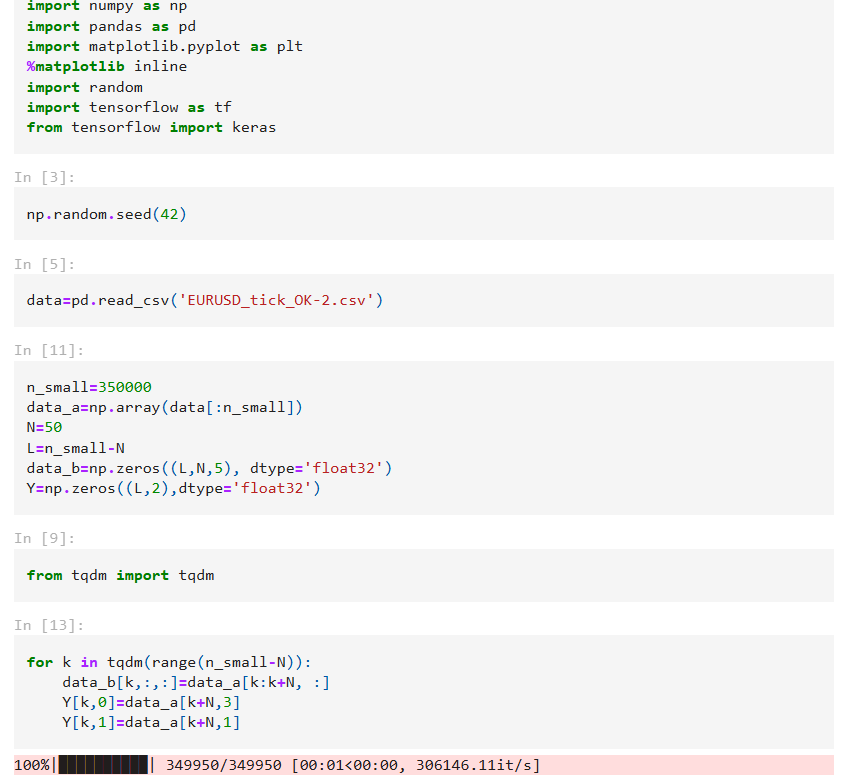 import numpy as np
import pandas as pd
import matplotlib.pyplot as plt
%matplotlib inline
import random
import tensorflow as tf
from tensorflow import keras
In [3]:
np.random.seed(42)
In [5]:
data=pd.read_csv('EURUSD_tick_OK-2.csv')
In [11]:
n_small=350000
data_a=np.array(data[:n_small])
N=50
L=n_small-N
data_b=np.zeros((L,N,5), dtype='float32')
Y=np.zeros((L,2),dtype='float32')
In [9]:
from tqdm import tqdm
In [13]:
for k in tqdm(range(n_small-N)):
    data_b[k,:,:]=data_a[k:k+N, :]
    Y[k,0]=data_a[k+N,3]
    Y[k,1]=data_a[k+N,1]
100%|██████████| 349950/349950 [00:01<00:00, 306146.11it/s]